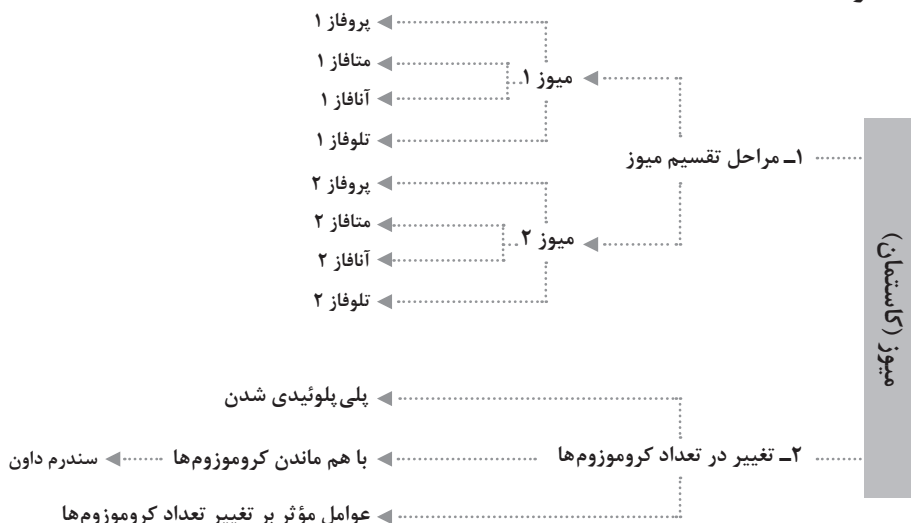 میوز (کاستمان)
۱ـ مراحل تقسیم میوز
میوز ۱
پروفاز ۱
متافاز ۱
آنافاز ۱
تلوفاز ۱
میوز ۲
پروفاز ۲
متافاز ۲
آنافاز ۲
تلوفاز ۲
۲ـ تغییر در تعداد کروموزوم‌ها
پلی‌پلوئیدی شدن
با هم ماندن کروموزوم‌ها
سندرم داون
عوامل مؤثر بر تغییر تعداد کروموزوم‌ها